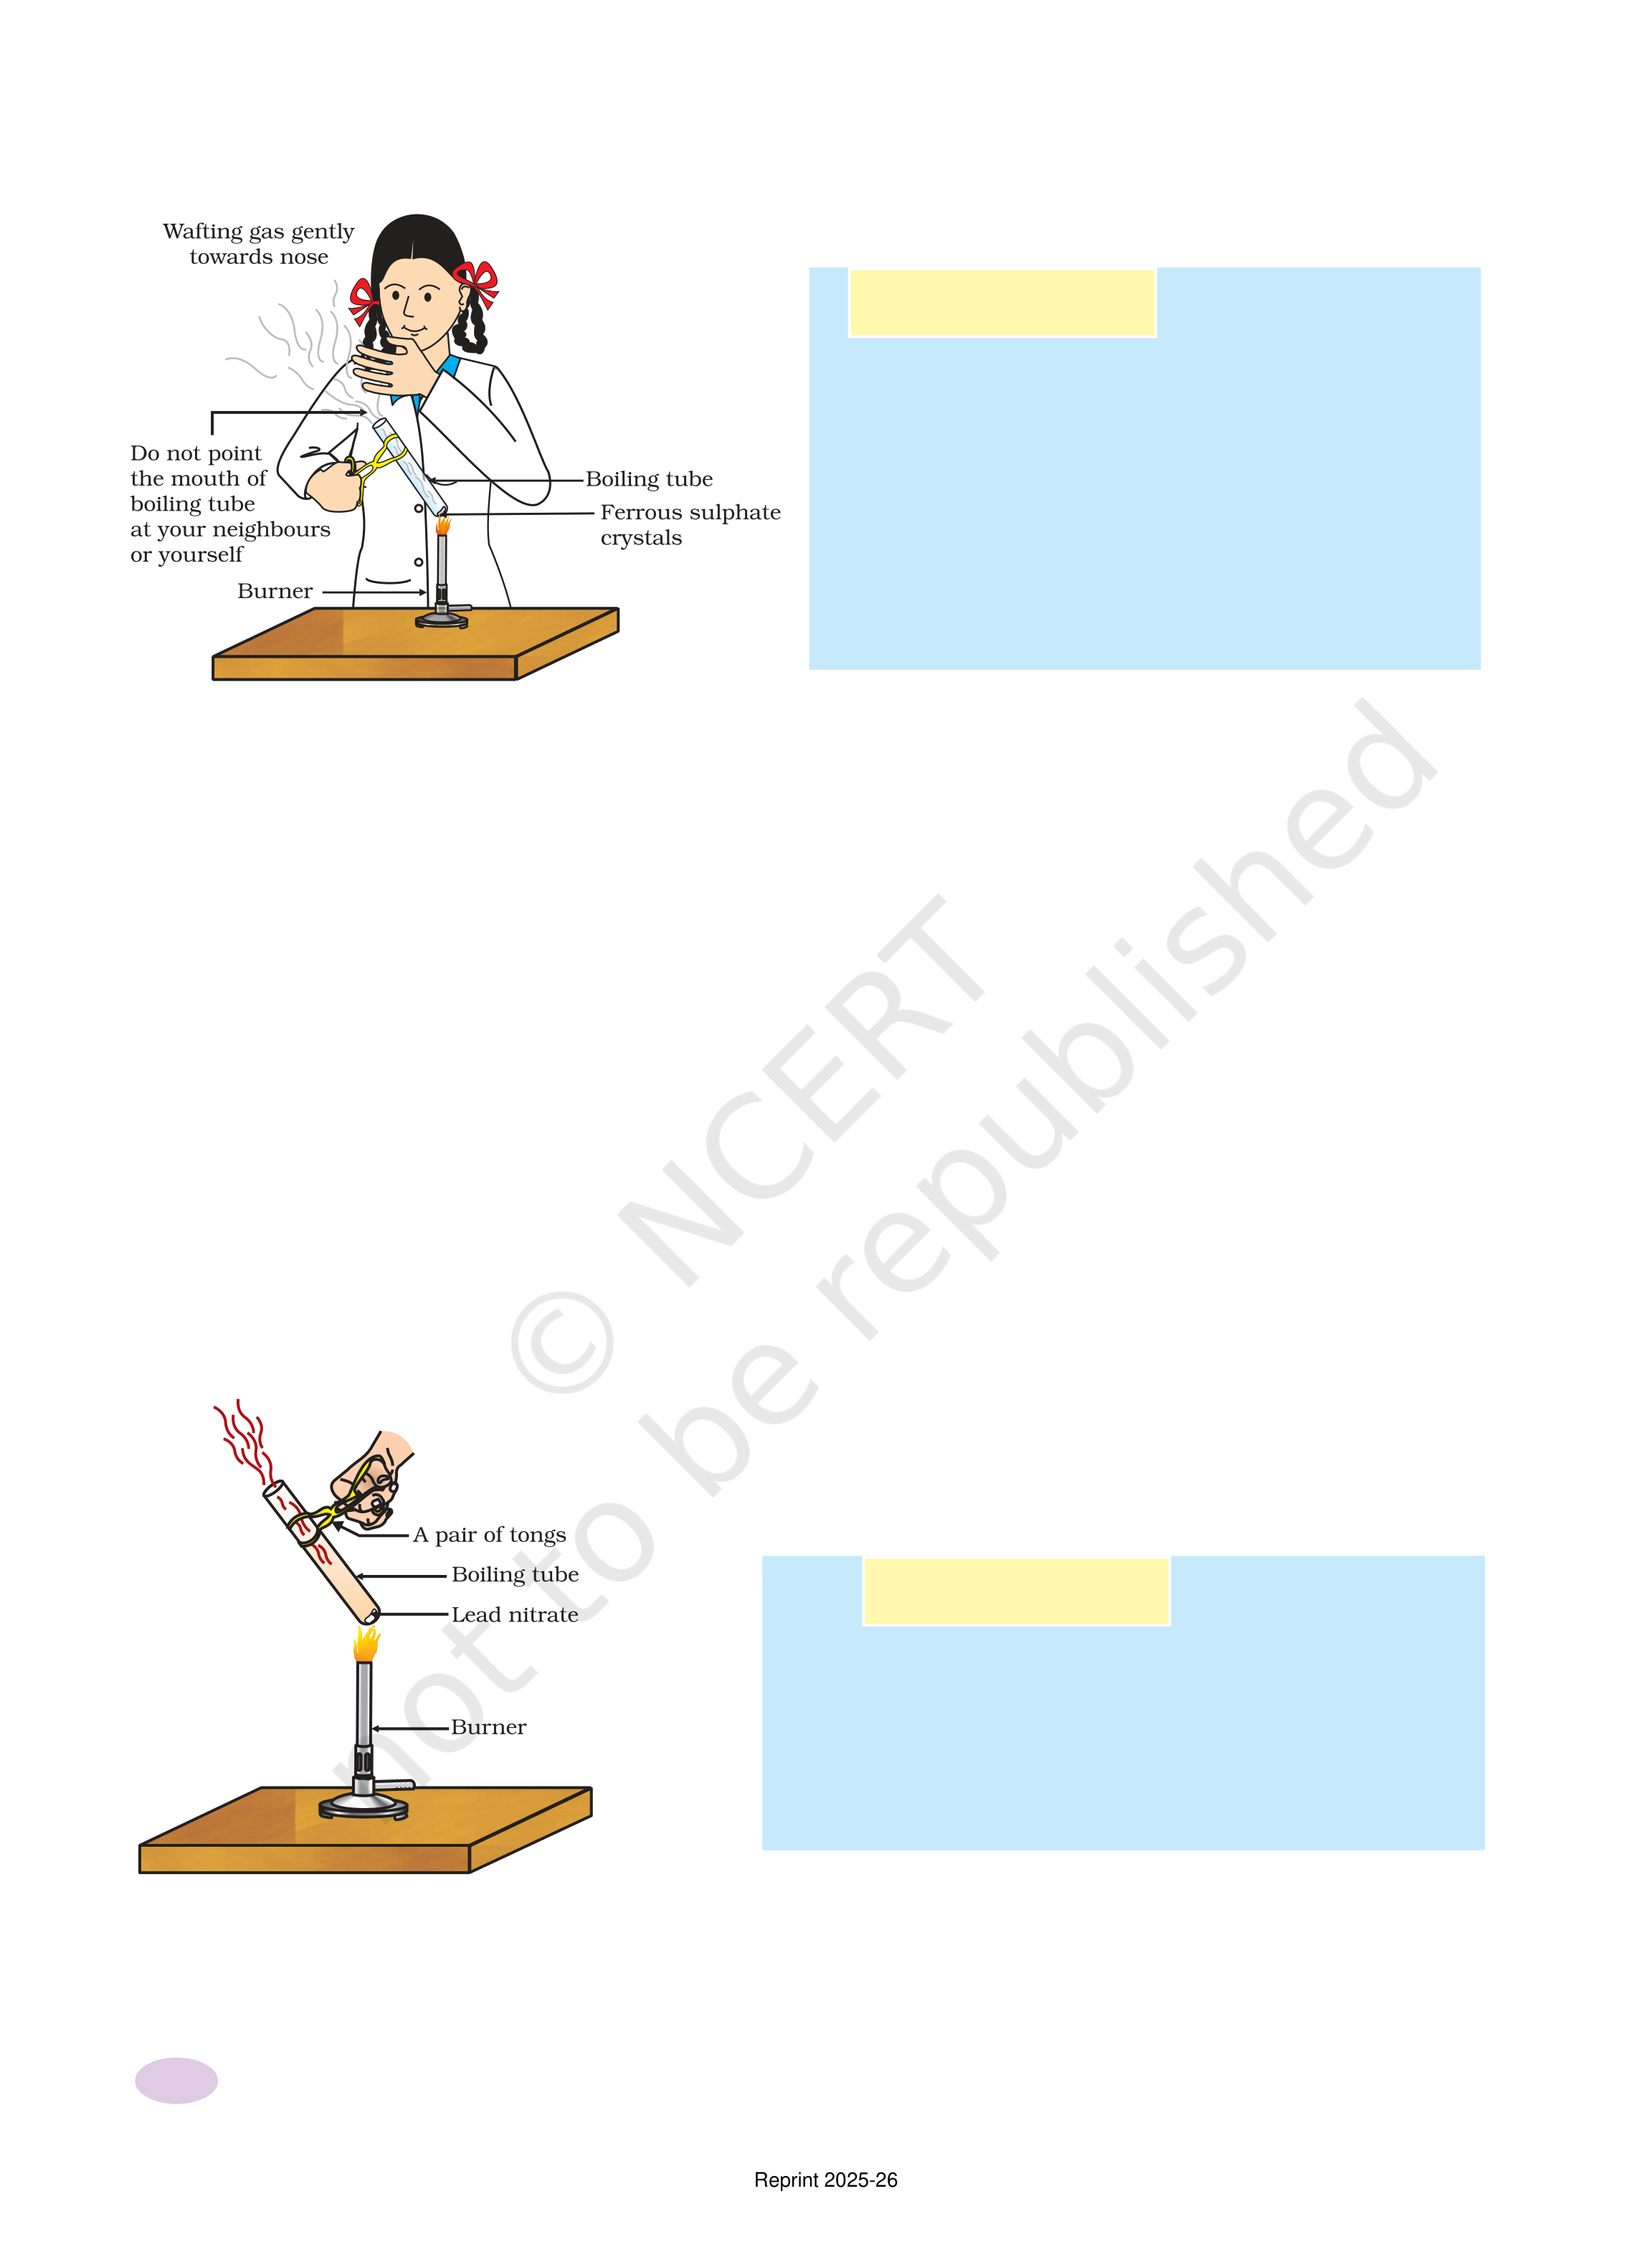 Wafting gas gently
towards nose
Do not point
the mouth of
boiling tube
at your neighbours
or yourself
Boiling tube
Ferrous sulphate
crystals
Burner
© NCERT
not to be republished
A pair of tongs
Boiling tube
Lead nitrate
Burner
Reprint 2025-26